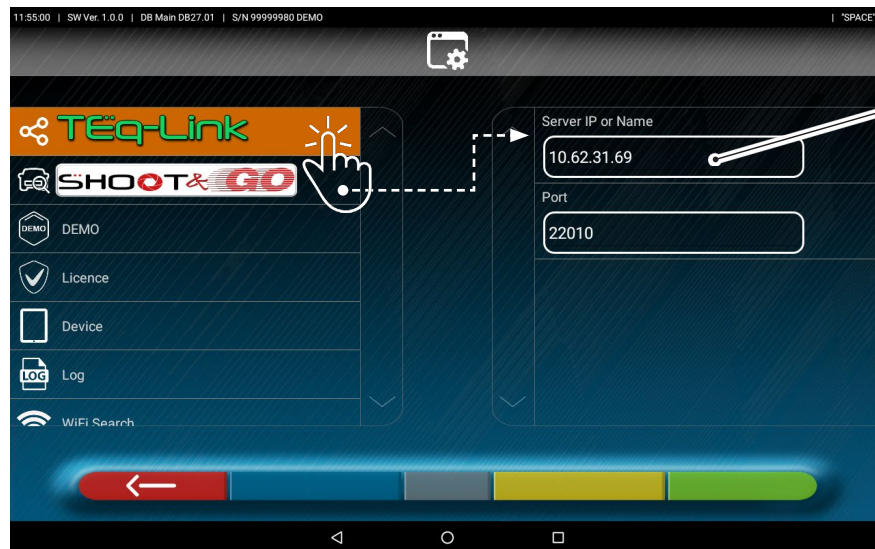 11:55:00 | SW Ver. 1.0.0 | DB Main DB27.01 | S/N 99999980 DEMO | "SPACE"
TEq-Link
SHOOT& GO
DEMO
DEMO
Licence
Device
LOG Log
WiFi Search
Server IP or Name
10.62.31.69
Port
22010